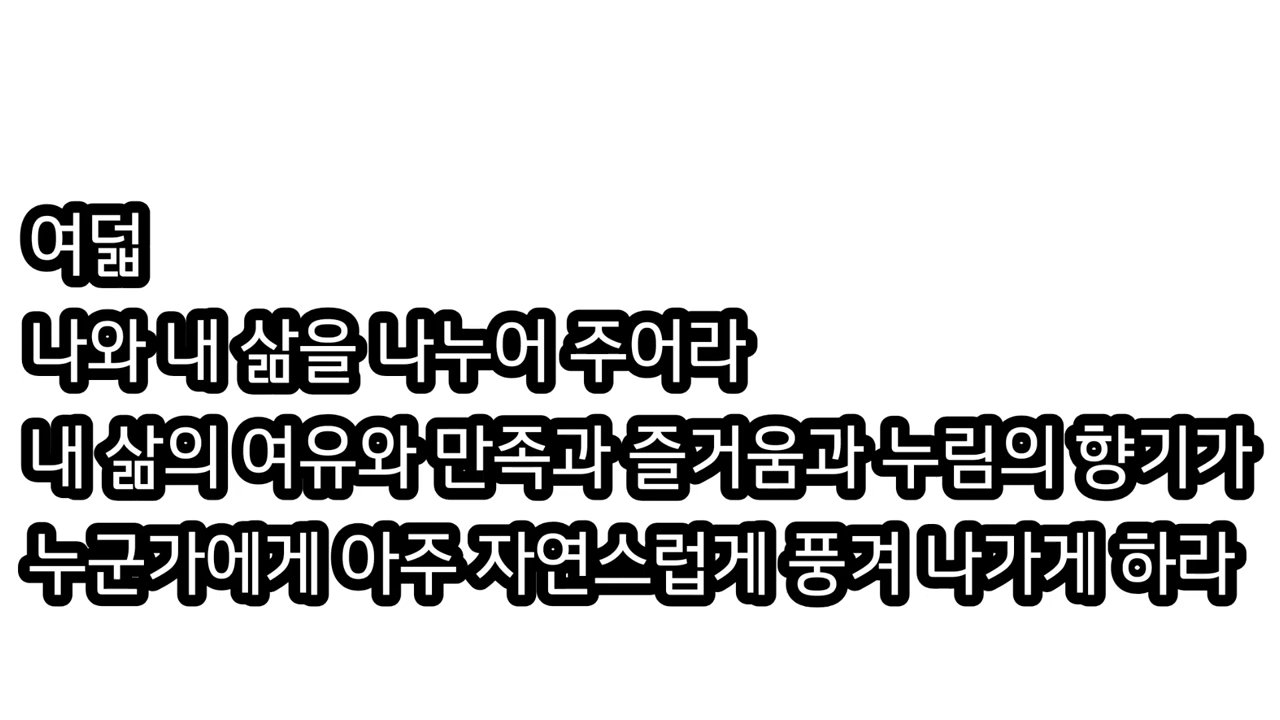 여덟
나와 내 삶을 나누어 주어라
내 삶의 여유와 만족과 즐거움과 누림의 향기가
누군가에게 아주 자연스럽게 풍겨 나가게 하라